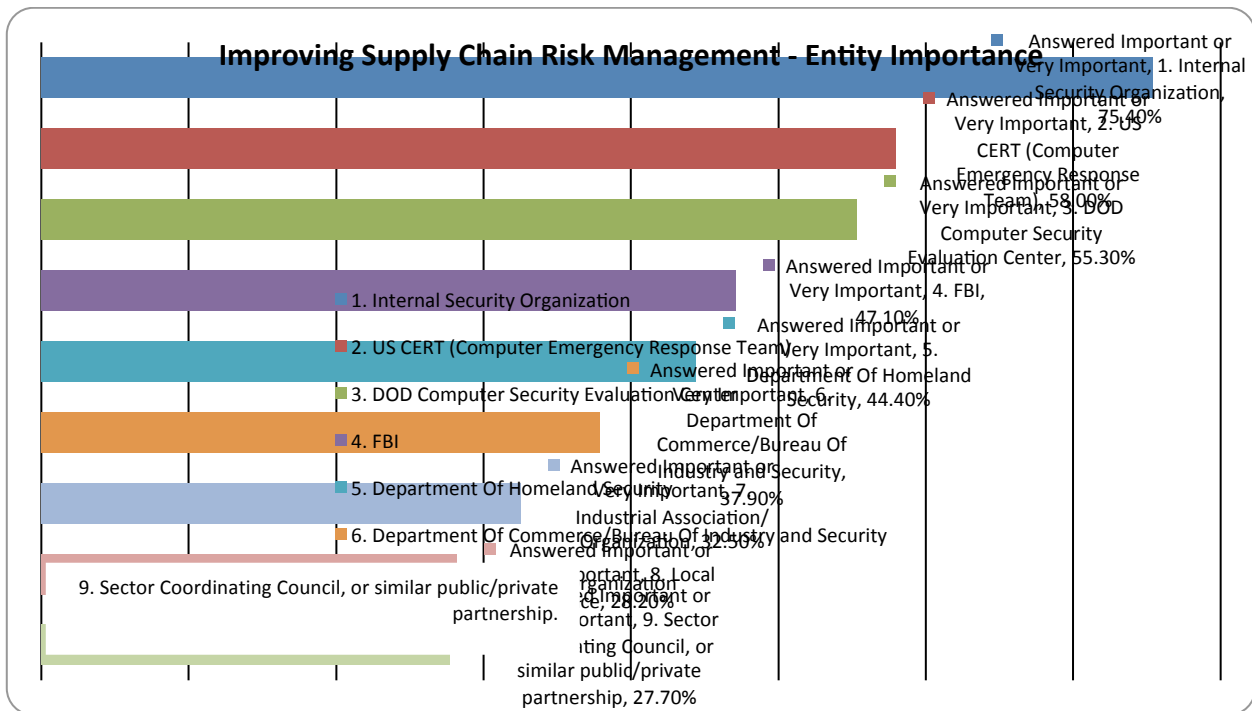 Improving Supply Chain Risk Management - Entity Importance
Answered Important or
Very Important, 1. Internal
Security Organization,
75.40%
Answered Important or
Very Important, 2. US
CERT (Computer
Emergency Response
Team), 58.00%
Answered Important or
Very Important, 3. DOD
Computer Security
Evaluation Center, 55.30%
Answered Important or
Very Important, 4. FBI,
47.10%
Answered Important or
Very Important, 5.
Department Of Homeland
Security, 44.40%
Answered Important or
Very Important, 6.
Department Of
Commerce/Bureau Of
Industry and Security,
37.90%
Answered Important or
Very Important, 7.
Industrial Association/
Organization, 32.50%
Answered Important or
8. Local
28.20%
Important or
9. Sector
Council, or
similar public/private
partnership, 27.70%
1. Internal Security Organization
2. US CERT (Computer Emergency Response Team)
3. DOD Computer Security Evaluation Center
4. FBI
5. Department Of Homeland Security
6. Department Of Commerce/Bureau Of Industry and Security
9. Sector Coordinating Council, or similar public/private
partnership.